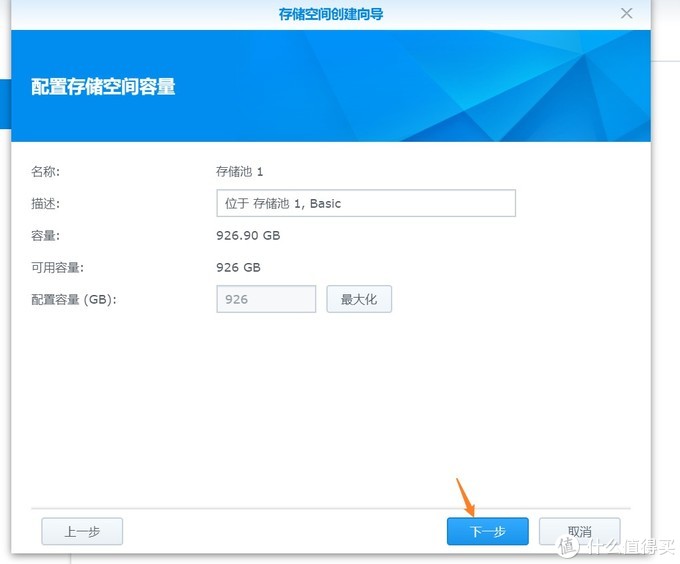 存储空间创建向导
配置存储空间容量
名称: 存储池 1
描述: 位于 存储池 1, Basic
容量: 926.90 GB
可用容量: 926 GB
配置容量 (GB): 926 最大化
上一步 下一步 取消
值 什么值得买